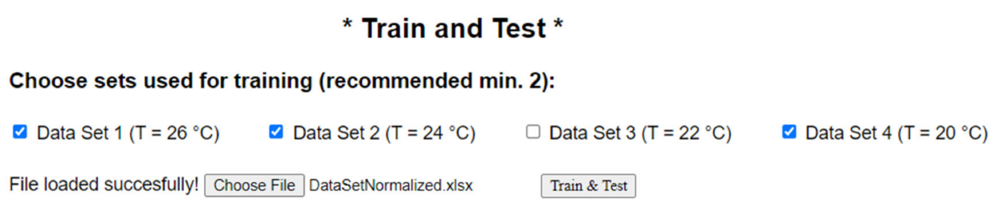 * Train and Test *
Choose sets used for training (recommended min. 2):
Data Set 1 (T = 26 °C) Data Set 2 (T = 24 °C) Data Set 3 (T = 22 °C) Data Set 4 (T = 20 °C)
File loaded succesfully! Choose File DataSetNormalized.xlsx Train & Test